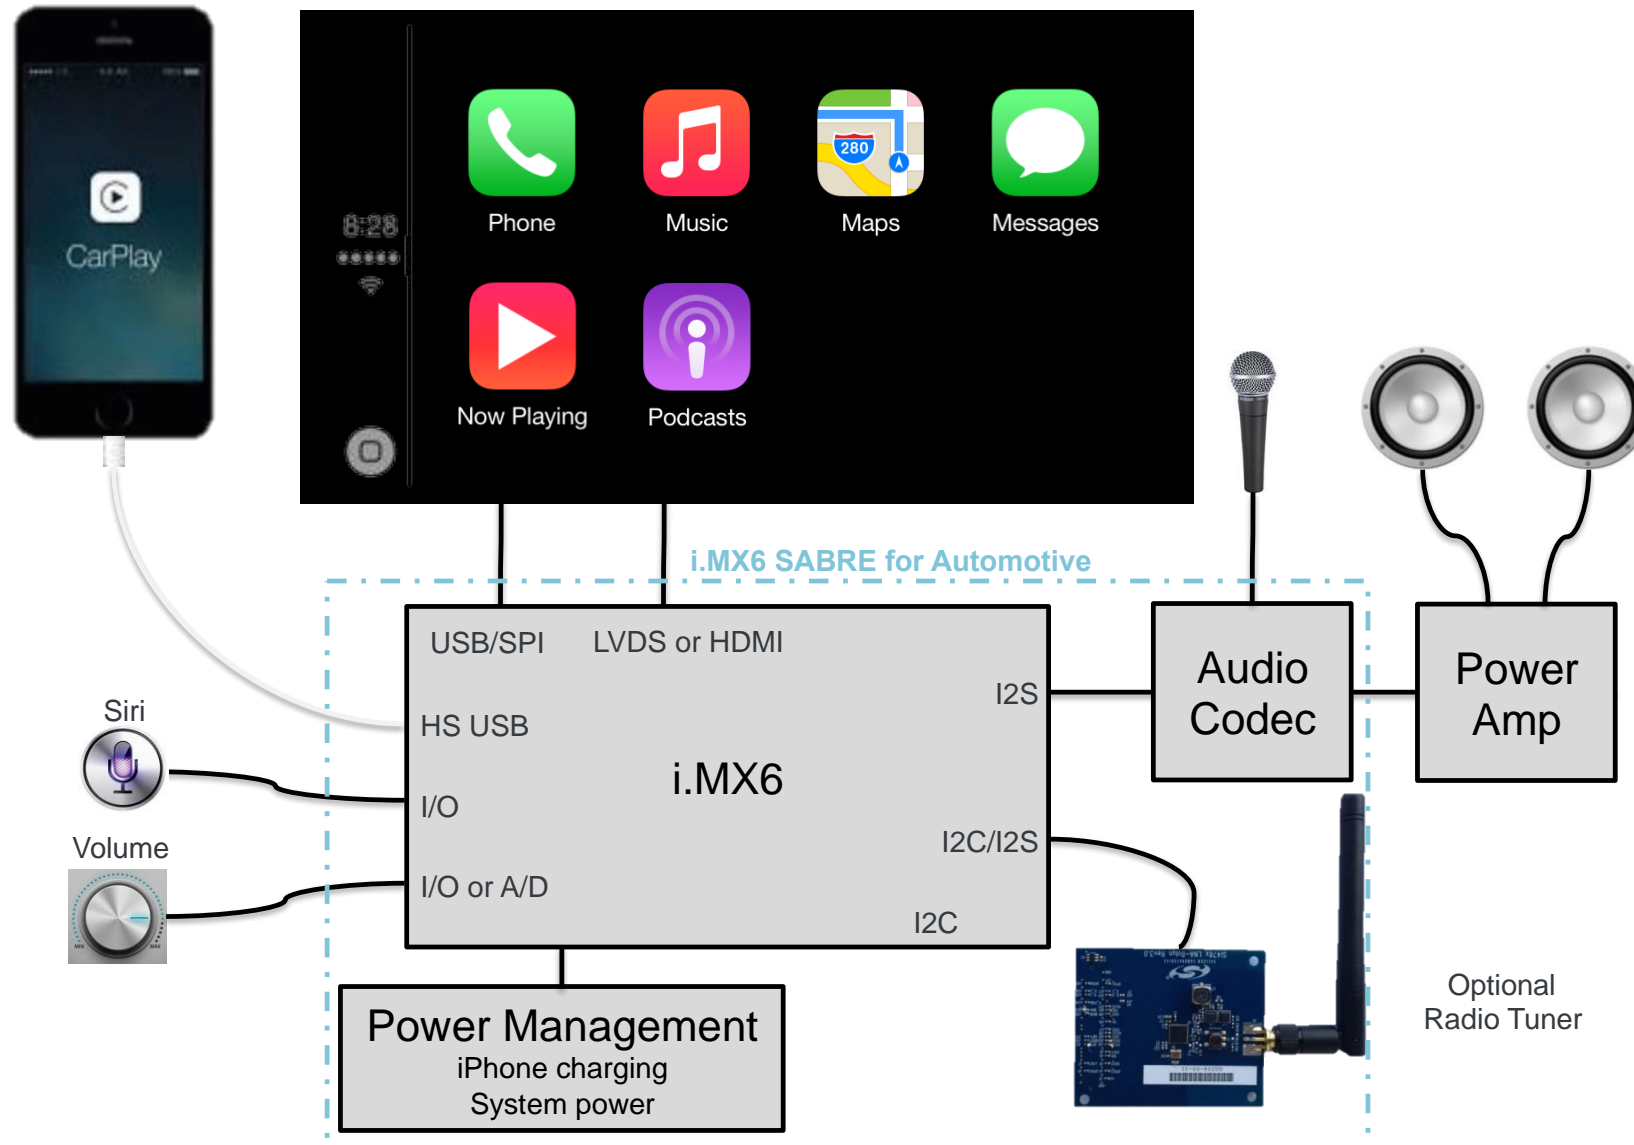 CarPlay
8:28
Phone
Music
280
Maps
Messages
Now Playing
Podcasts
i.MX6 SABRE for Automotive
USB/SPI
LVDS or HDMI
I2S
HS USB
i.MX6
I/O
I2C/I2S
I/O or A/D
I2C
Siri
Volume
MIN
MAX
Audio
Codec
Power
Amp
Power Management
iPhone charging
System power
Optional
Radio Tuner